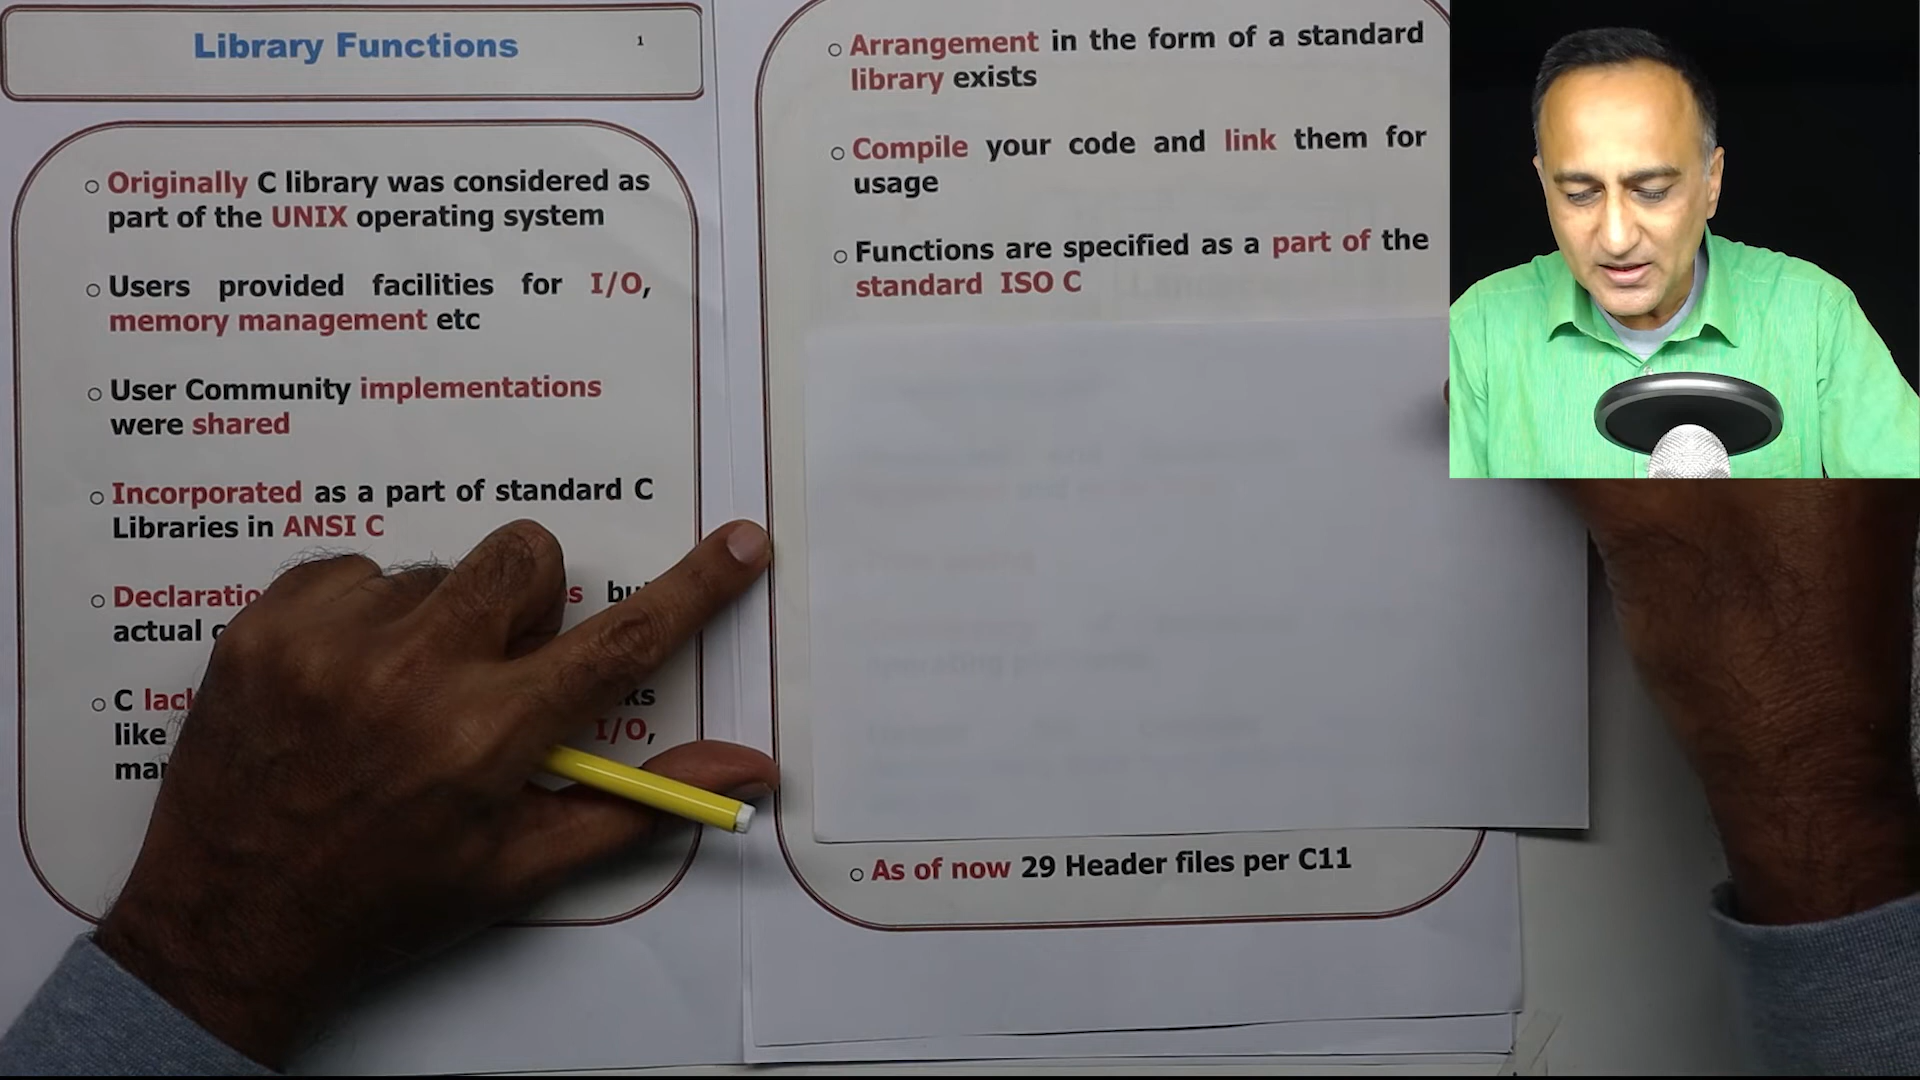 Library Functions 1
○ Originally C library was considered as
part of the UNIX operating system
○ Users provided facilities for I/O,
memory management etc
○ User Community implementations
were shared
○ Incorporated as a part of standard C
Libraries in ANSI C
○ but
actual
○ C
like I/O,
○ Arrangement in the form of a standard
library exists
○ Compile your code and link them for
usage
○ Functions are specified as a part of the
standard ISO C
○ As of now 29 Header files per C11